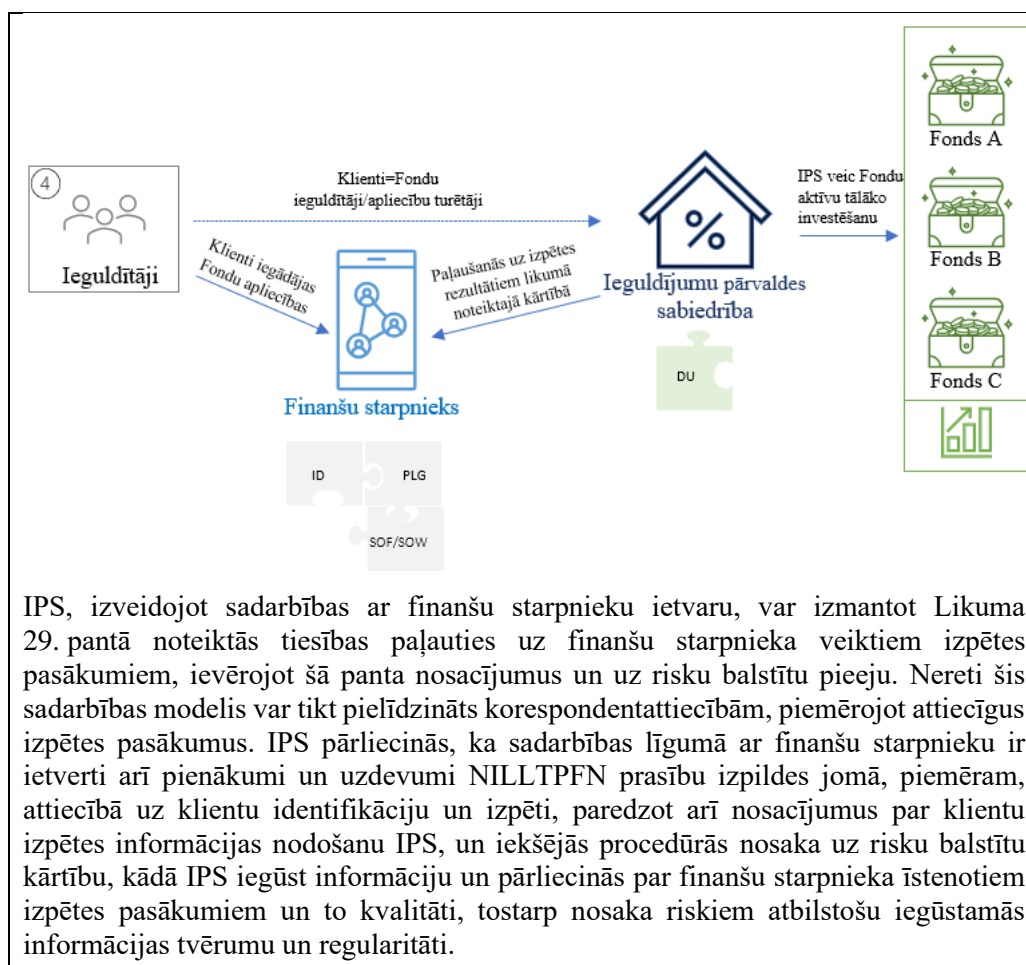 4
Ieguldītāji
Klienti=Fondu
ieguldītāji/apliecību turētāji
Klienti iegādājas
Fondu apliecības
Paļaušanās uz izpētes
rezultātiem likumā
noteiktajā kārtībā
Finanšu starpnieks
ID
PLG
SOF/SOW
%
Ieguldījumu pārvaldes
sabiedrība
DU
IPS veic Fondu
aktīvu tālāko
investēšanu
Fonds A
Fonds B
Fonds C
IPS, izveidojot sadarbības ar finanšu starpnieku ietvaru, var izmantot Likuma
29. pantā noteiktās tiesības paļauties uz finanšu starpnieka veiktiem izpētes
pasākumiem, ievērojot šā panta nosacījumus un uz risku balstītu pieeju. Nereti šis
sadarbības modelis var tikt pielīdzināts korespondentattiecībām, piemērojot attiecīgus
izpētes pasākumus. IPS pārliecinās, ka sadarbības līgumā ar finanšu starpnieku ir
ietverti arī pienākumi un uzdevumi NILLTPFN prasību izpildes jomā, piemēram,
attiecībā uz klientu identifikāciju un izpēti, paredzot arī nosacījumus par klientu
izpētes informācijas nodošanu IPS, un iekšējās procedūrās nosaka uz risku balstītu
kārtību, kādā IPS iegūst informāciju un pārliecinās par finanšu starpnieka īstenotiem
izpētes pasākumiem un to kvalitāti, tostarp nosaka riskiem atbilstošu iegūstamās
informācijas tvērumu un regularitāti.